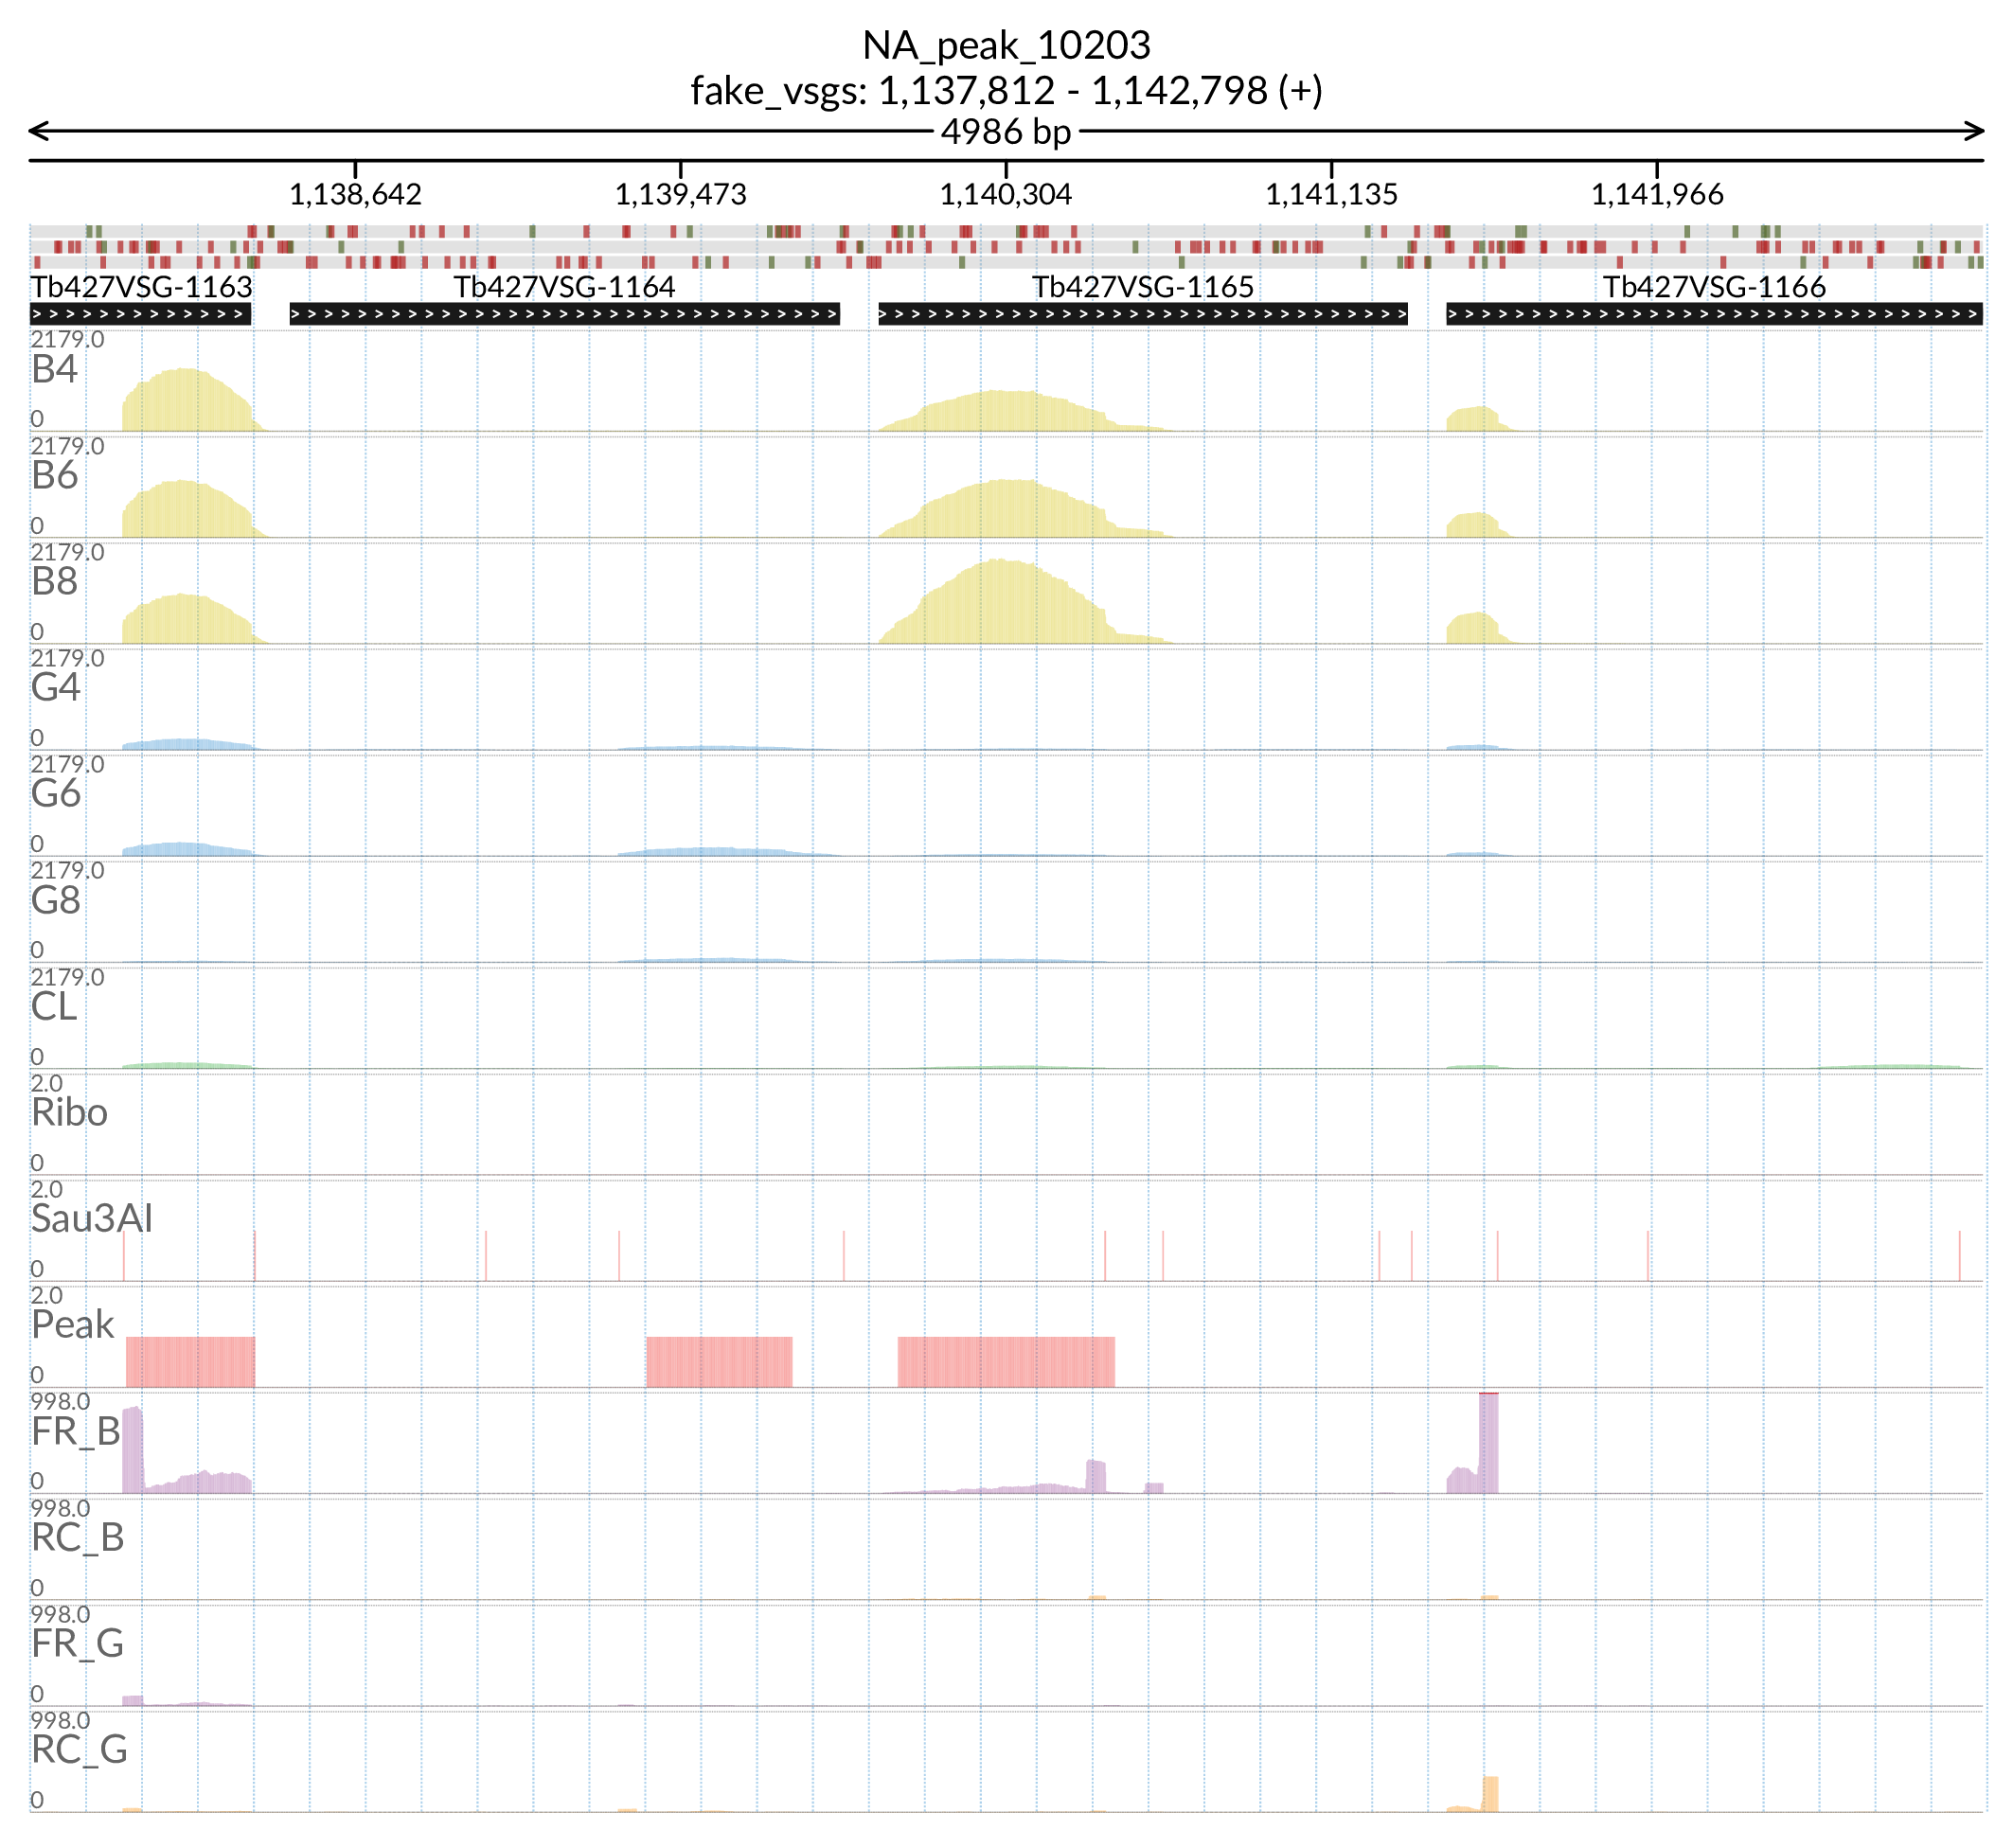 NA_peak_10203
fake_vsgs: 1,137,812 - 1,142,798 (+)
4986 bp
1,138,642 1,139,473 1,140,304 1,141,135 1,141,966
Tb427VSG-1163 Tb427VSG-1164 Tb427VSG-1165 Tb427VSG-1166
2179.0
B4
0
2179.0
B6
0
2179.0
B8
0
2179.0
G4
0
2179.0
G6
0
2179.0
G8
0
2179.0
CL
0
2.0
Ribo
0
2.0
Sau3AI
0
2.0
Peak
0
998.0
FR_B
0
998.0
RC_B
0
998.0
FR_G
0
998.0
RC_G
0